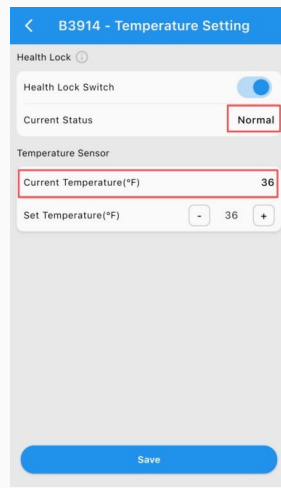 B3914 - Temperature Setting
Health Lock
Health Lock Switch
Current Status Normal
Temperature Sensor
Current Temperature(°F) 36
Set Temperature(°F) - 36 +
Save